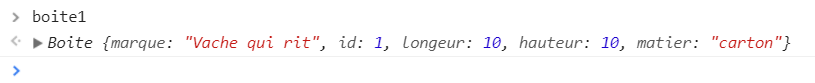 boite1
Boite {marque: "Vache qui rit", id: 1, longeur: 10, hauteur: 10, matier: "carton"}